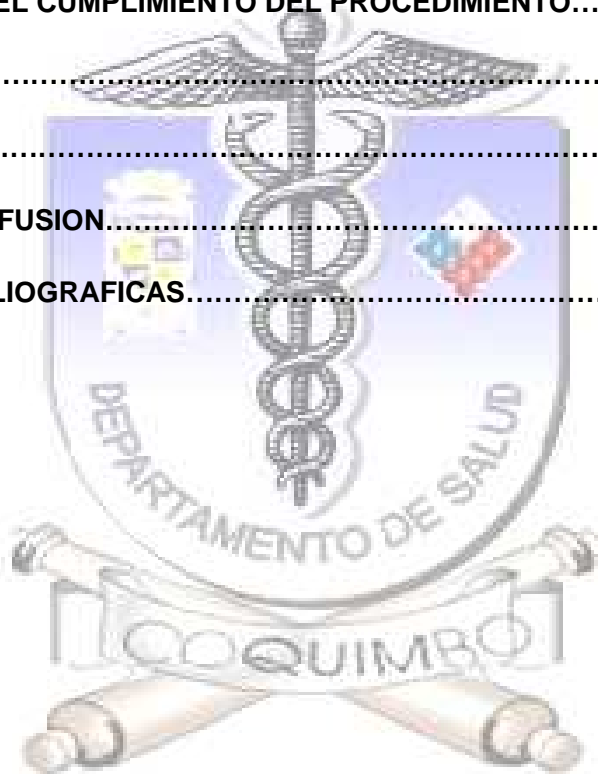 EL CUMPLIMIENTO DEL PROCEDIMIENTO…
……………………………………………………
……………………………………………………
FUSION……………………………………………
LIOGRAFICAS…………………………………
DEPARTAMENTO DE SALUD
COQUIMBO